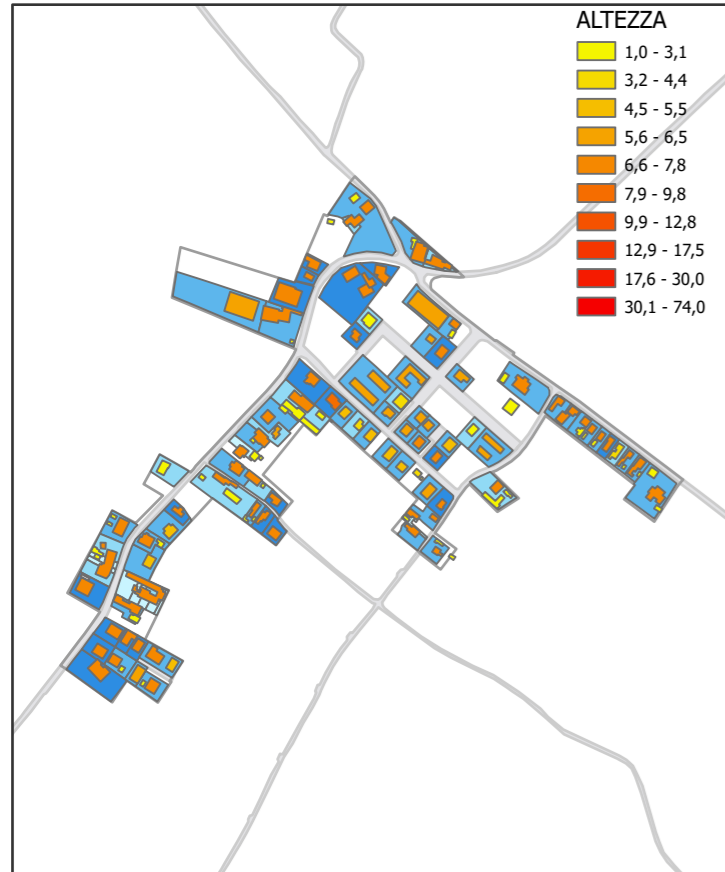 ALTEZZA
1,0 - 3,1
3,2 - 4,4
4,5 - 5,5
5,6 - 6,5
6,6 - 7,8
7,9 - 9,8
9,9 - 12,8
12,9 - 17,5
17,6 - 30,0
30,1 - 74,0